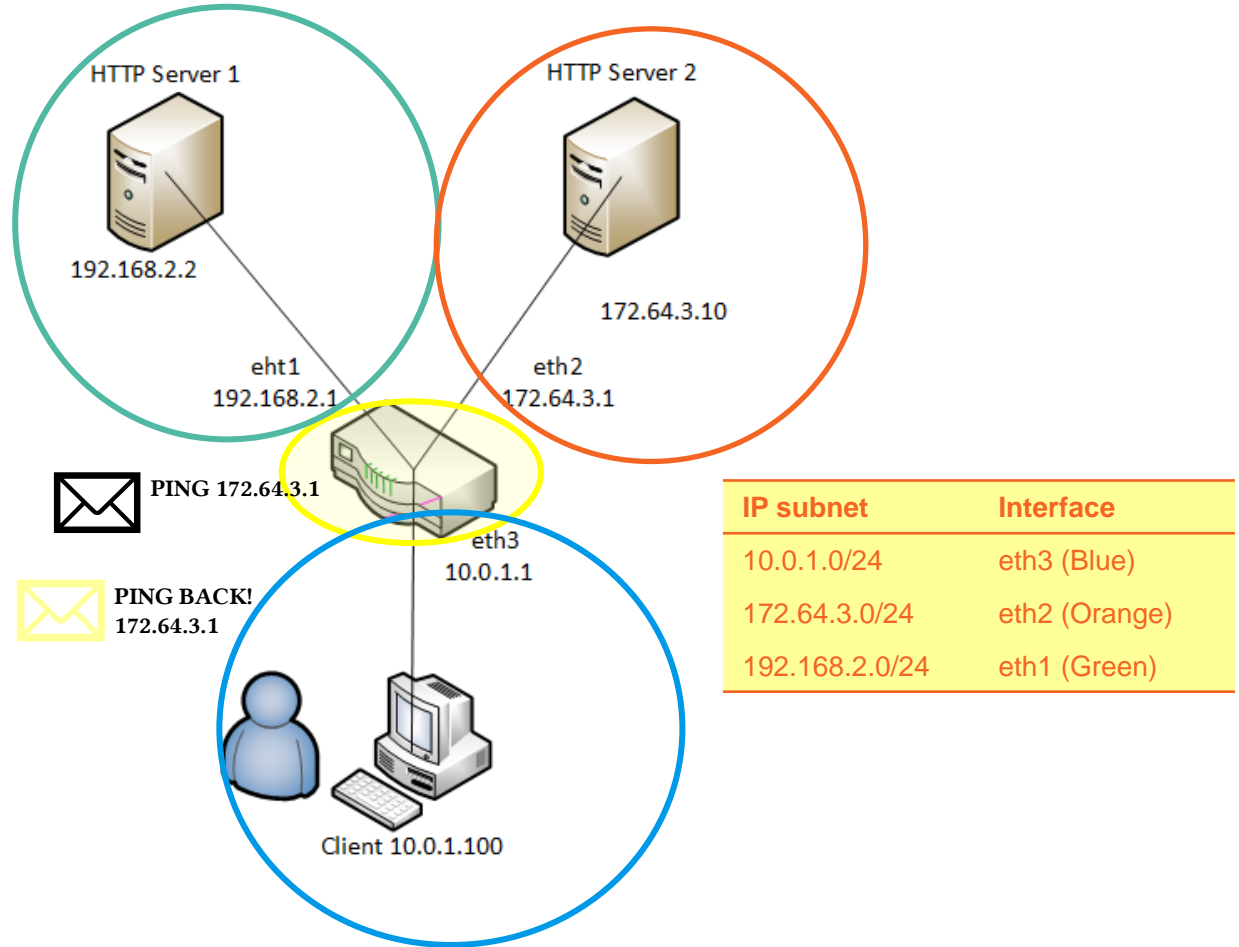 HTTP Server 1
HTTP Server 2
192.168.2.2
172.64.3.10
eht1
192.168.2.1
eth2
172.64.3.1
PING 172.64.3.1
PING BACK!
172.64.3.1
eth3
10.0.1.1
Client 10.0.1.100
IP subnet Interface
10.0.1.0/24 eth3 (Blue)
172.64.3.0/24 eth2 (Orange)
192.168.2.0/24 eth1 (Green)